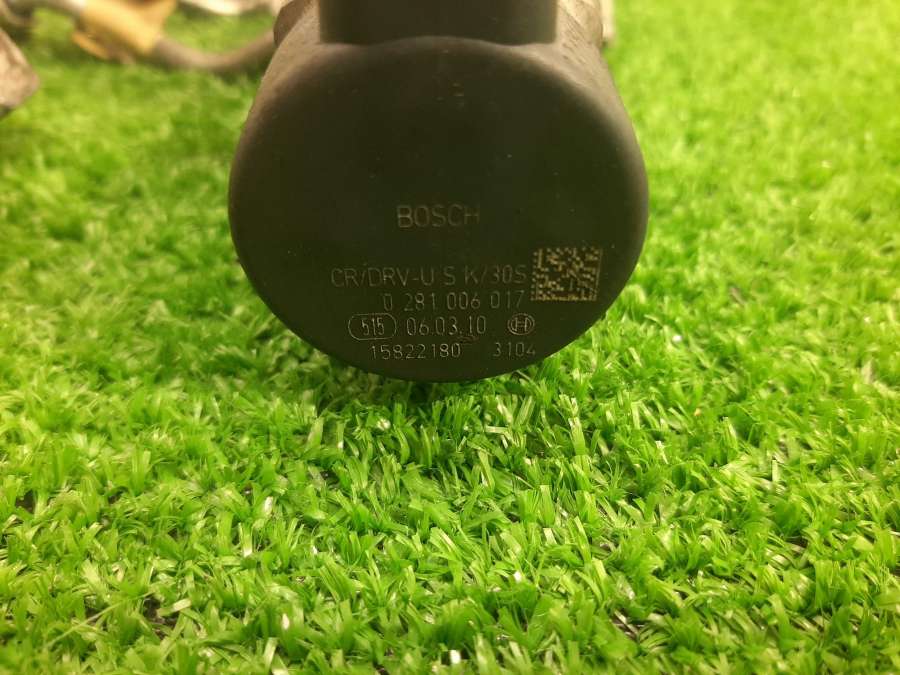 BOSCH
CR/DRV-U S K/30S
0 281 006 017
515 06.03.10 H
15822180 3104